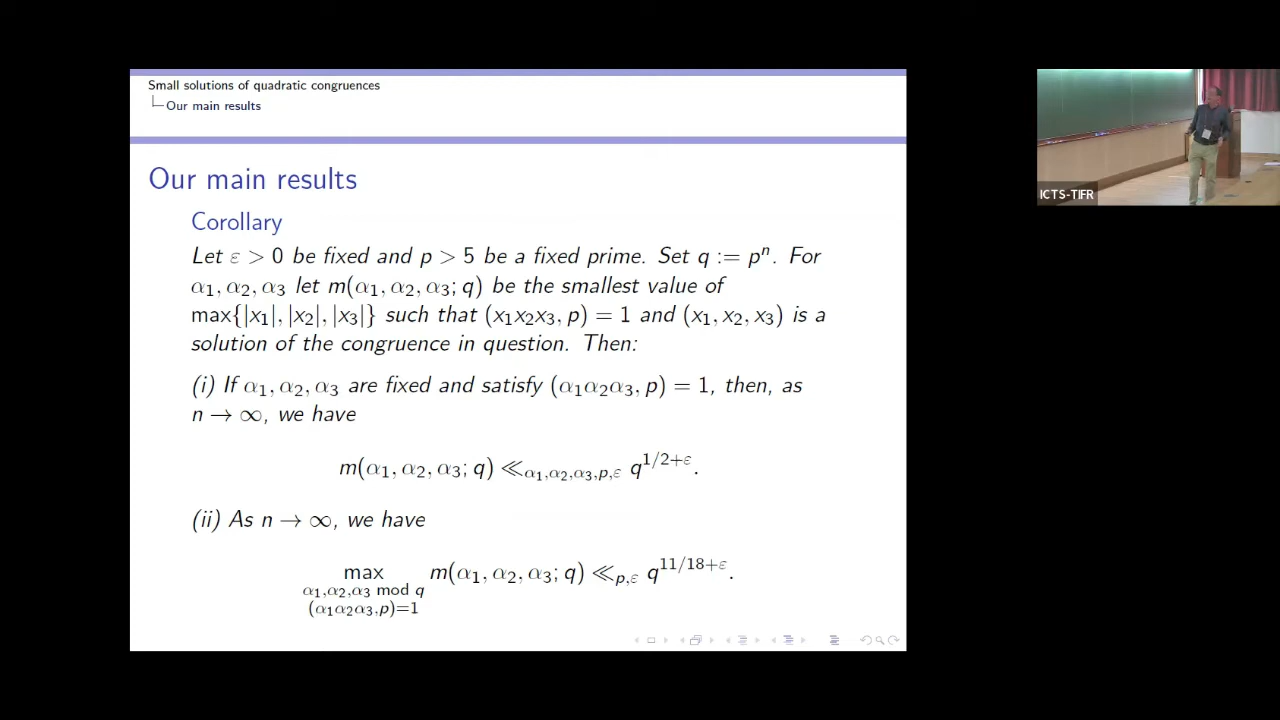 Small solutions of quadratic congruences
Our main results
Our main results
Corollary
Let ε > 0 be fixed and p > 5 be a fixed prime. Set q := pⁿ. For
α₁, α₂, α₃ let m(α₁, α₂, α₃; q) be the smallest value of
max{|x₁|, |x₂|, |x₃|} such that (x₁x₂x₃, p) = 1 and (x₁, x₂, x₃) is a
solution of the congruence in question. Then:
(i) If α₁, α₂, α₃ are fixed and satisfy (α₁α₂α₃, p) = 1, then, as
n → ∞, we have
m(α₁, α₂, α₃; q) ≪_{α₁,α₂,α₃,p,ε} q^{1/2+ε}.
(ii) As n → ∞, we have
max_{α₁,α₂,α₃ mod q, (α₁α₂α₃,p)=1} m(α₁, α₂, α₃; q) ≪_{p,ε} q^{11/18+ε}.
ICTS-TIFR